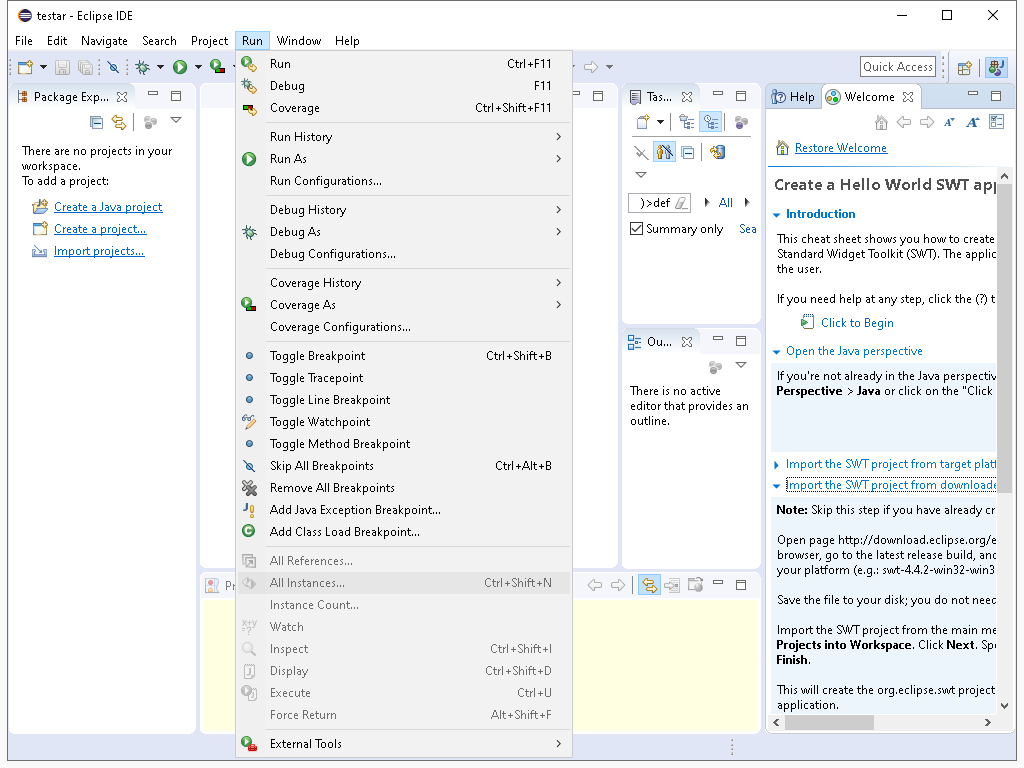 testar - Eclipse IDE
File Edit Navigate Search Project Run Window Help
Quick Access
Package Exp...
There are no projects in your
workspace.
To add a project:
Create a Java project
Create a project...
Import projects...
Run Ctrl+F11
Debug F11
Coverage Ctrl+Shift+F11
Run History
Run As
Run Configurations...
Debug History
Debug As
Debug Configurations...
Coverage History
Coverage As
Coverage Configurations...
Toggle Breakpoint Ctrl+Shift+B
Toggle Tracepoint
Toggle Line Breakpoint
Toggle Watchpoint
Toggle Method Breakpoint
Skip All Breakpoints Ctrl+Alt+B
Remove All Breakpoints
Add Java Exception Breakpoint...
Add Class Load Breakpoint...
All References...
All Instances... Ctrl+Shift+N
Instance Count...
Watch
Inspect Ctrl+Shift+I
Display Ctrl+Shift+D
Execute Ctrl+U
Force Return Alt+Shift+F
External Tools
Tas...
)>def All
Summary only Sea
Ou...
There is no active
editor that provides an
outline.
Help Welcome
Restore Welcome
Create a Hello World SWT app
Introduction
This cheat sheet shows you how to create
Standard Widget Toolkit (SWT). The applic
the user.
If you need help at any step, click the (?) t
Click to Begin
Open the Java perspective
If you're not already in the Java perspectiv
Perspective > Java or click on the "Click
Import the SWT project from target platf
Import the SWT project from downloade
Note: Skip this step if you have already cr
Open page http://download.eclipse.org/e
browser, go to the latest release build, and
your platform (e.g.: swt-4.4.2-win32-win3
Save the file to your disk; you do not need
Import the SWT project from the main me
Projects into Workspace. Click Next. Spe
Finish.
This will create the org.eclipse.swt project
application.